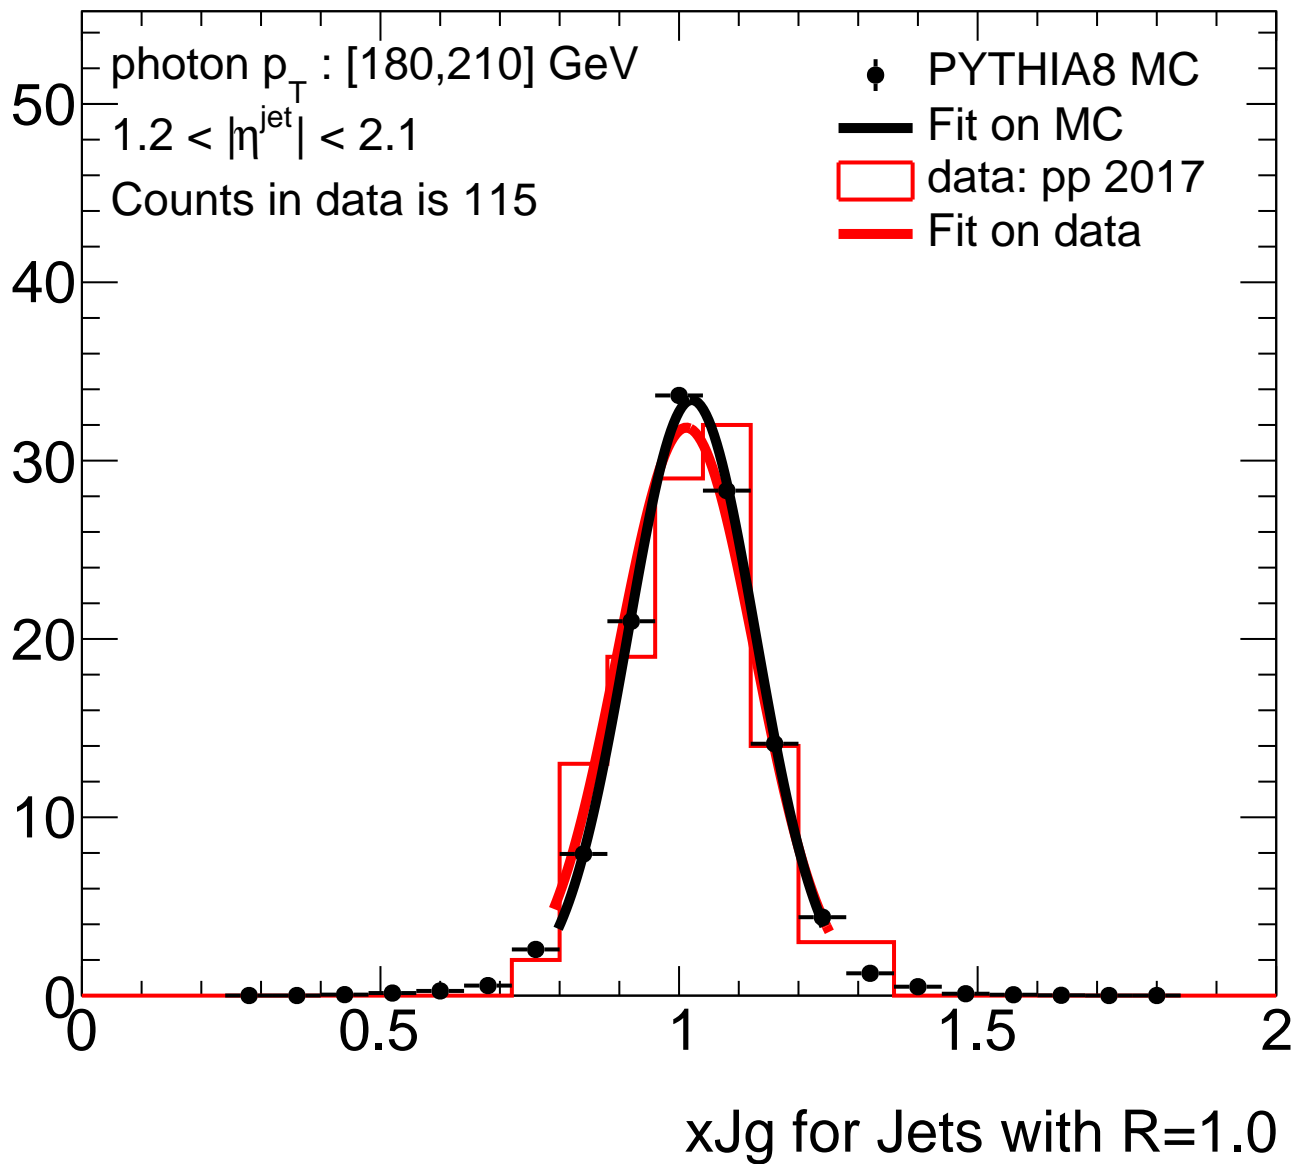 photon p_T : [180,210] GeV
1.2 < |η^jet| < 2.1
Counts in data is 115
PYTHIA8 MC
Fit on MC
data: pp 2017
Fit on data
50
40
30
20
10
0
0 0.5 1 1.5 2
xJg for Jets with R=1.0